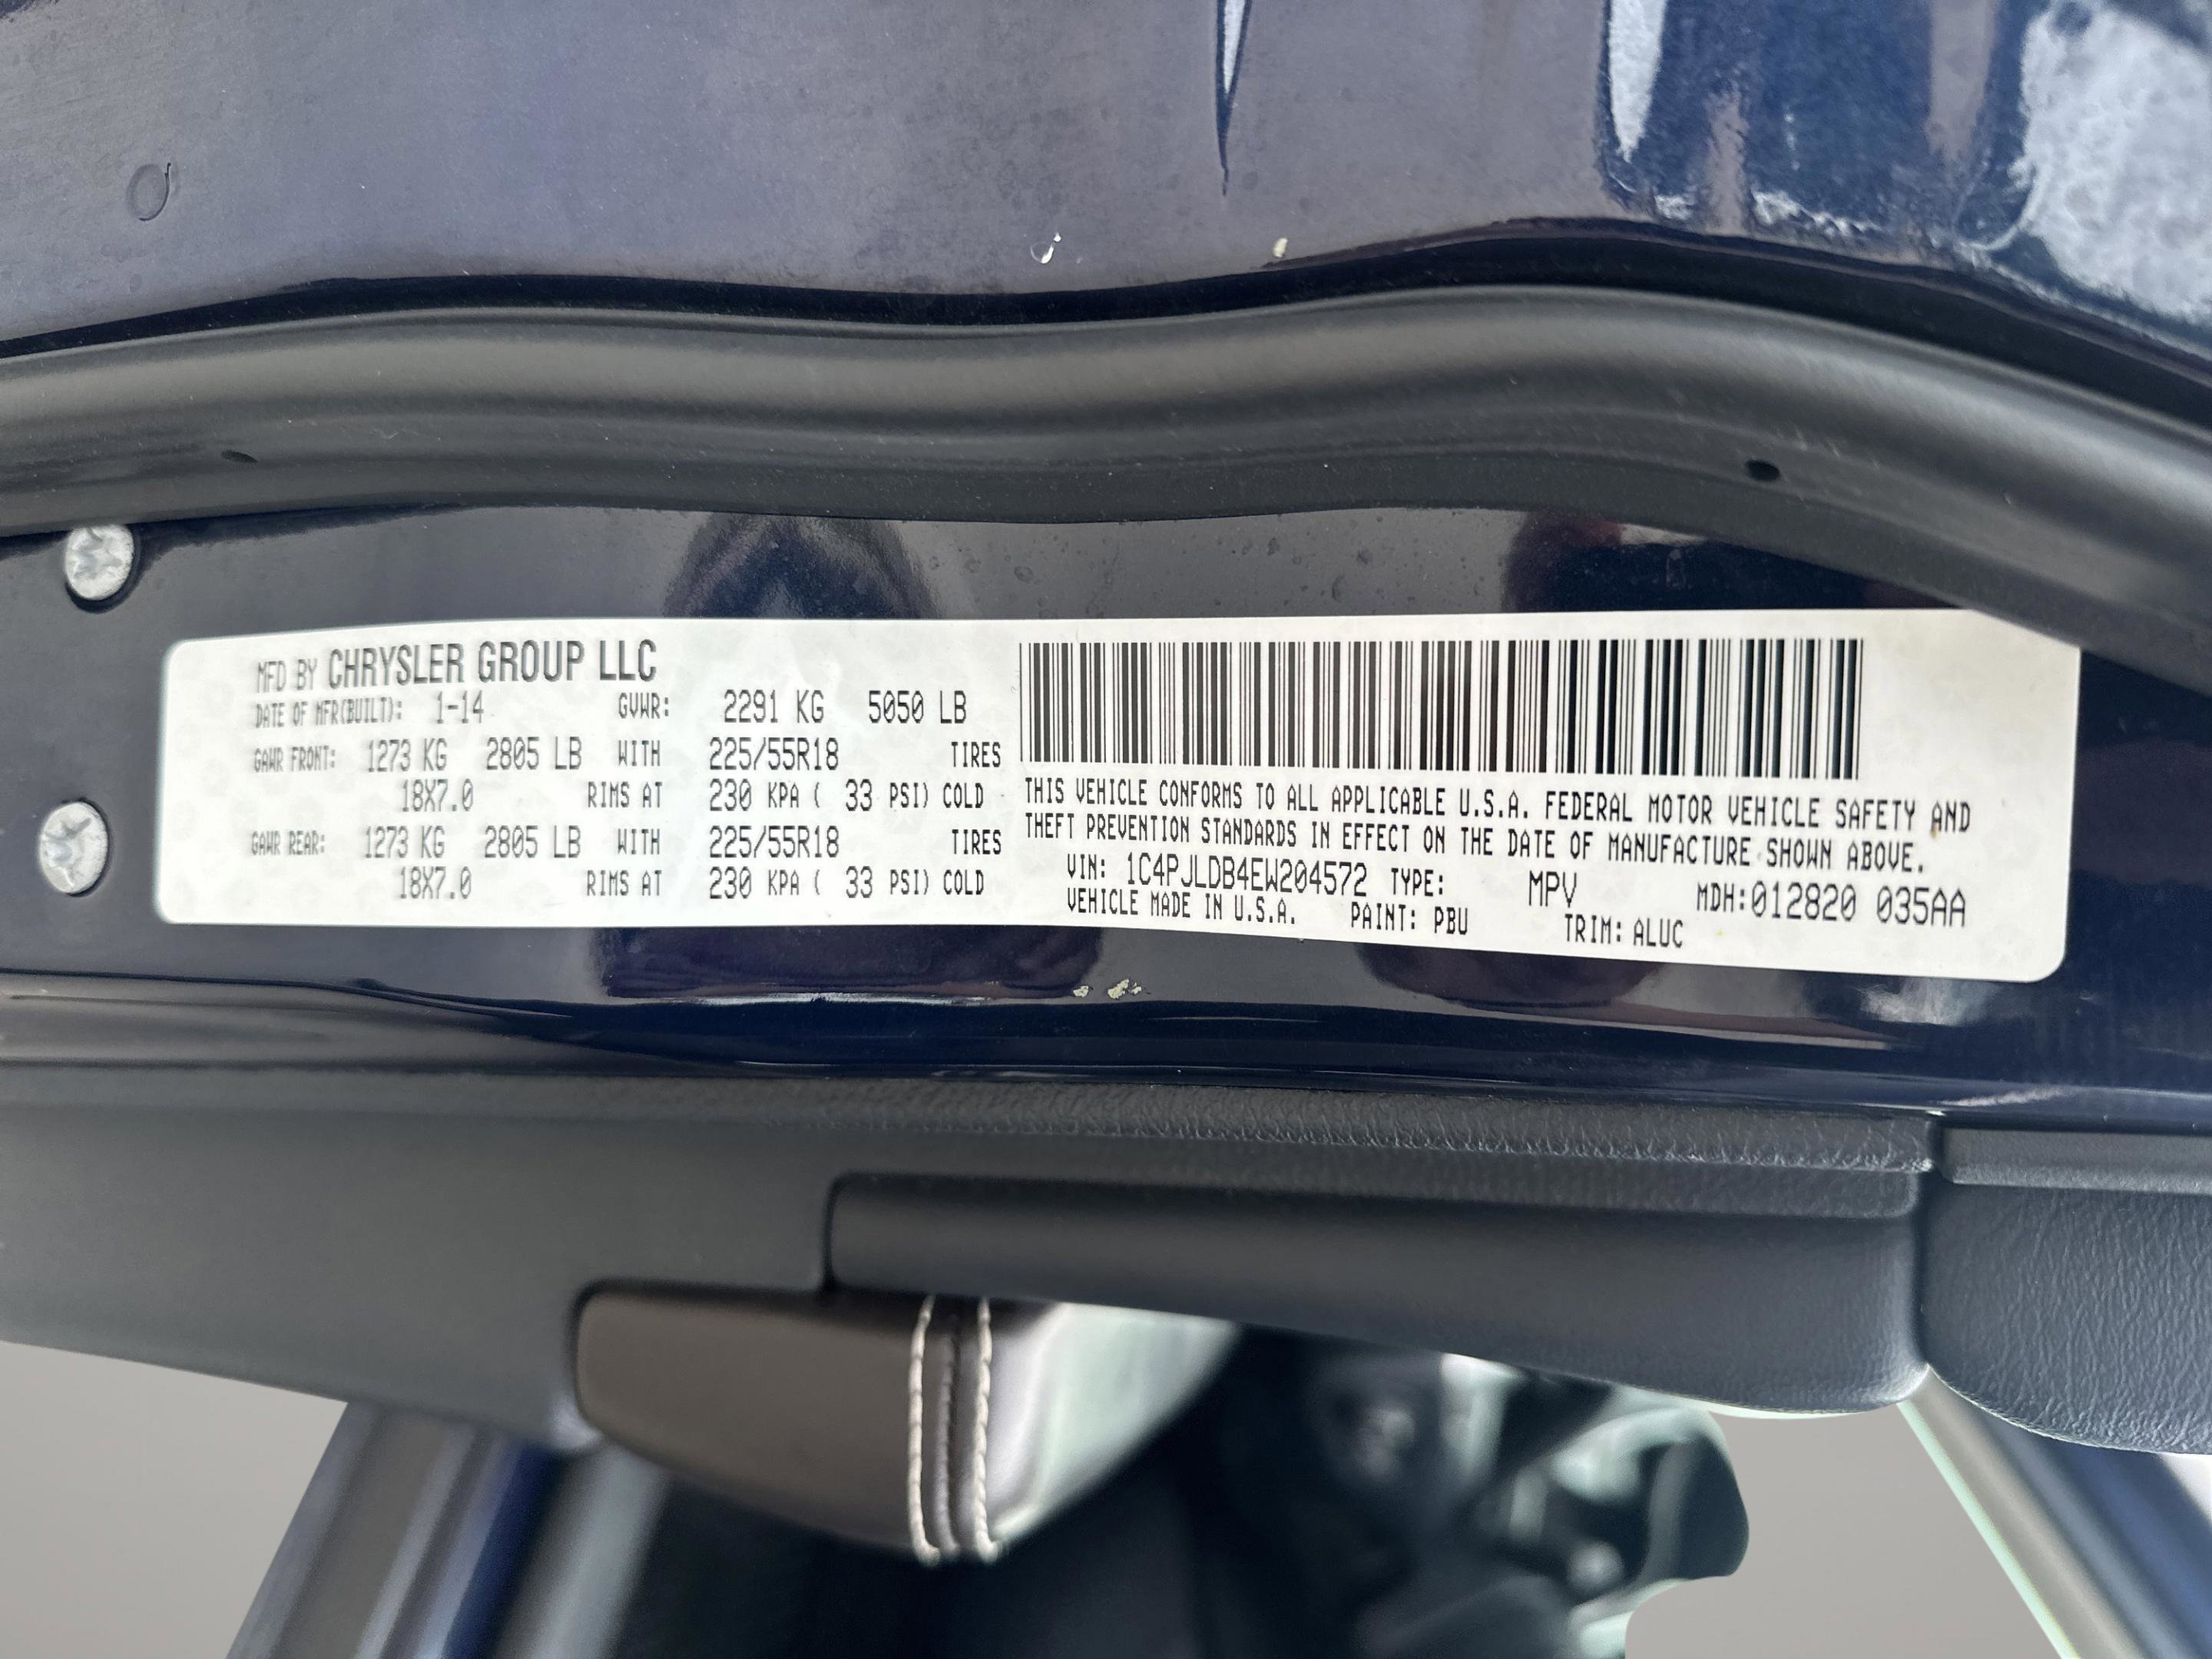 MFD BY CHRYSLER GROUP LLC
DATE OF MFR(BUILT): 1-14 GVWR: 2291 KG 5050 LB
GAWR FRONT: 1273 KG 2805 LB WITH 225/55R18 TIRES
18X7.0 RIMS AT 230 KPA ( 33 PSI) COLD
GAWR REAR: 1273 KG 2805 LB WITH 225/55R18 TIRES
18X7.0 RIMS AT 230 KPA ( 33 PSI) COLD
THIS VEHICLE CONFORMS TO ALL APPLICABLE U.S.A. FEDERAL MOTOR VEHICLE SAFETY AND
THEFT PREVENTION STANDARDS IN EFFECT ON THE DATE OF MANUFACTURE SHOWN ABOVE.
VIN: 1C4PJLDB4EW204572 TYPE: MPV MDH:012820 035AA
VEHICLE MADE IN U.S.A. PAINT: PBU TRIM: ALUC